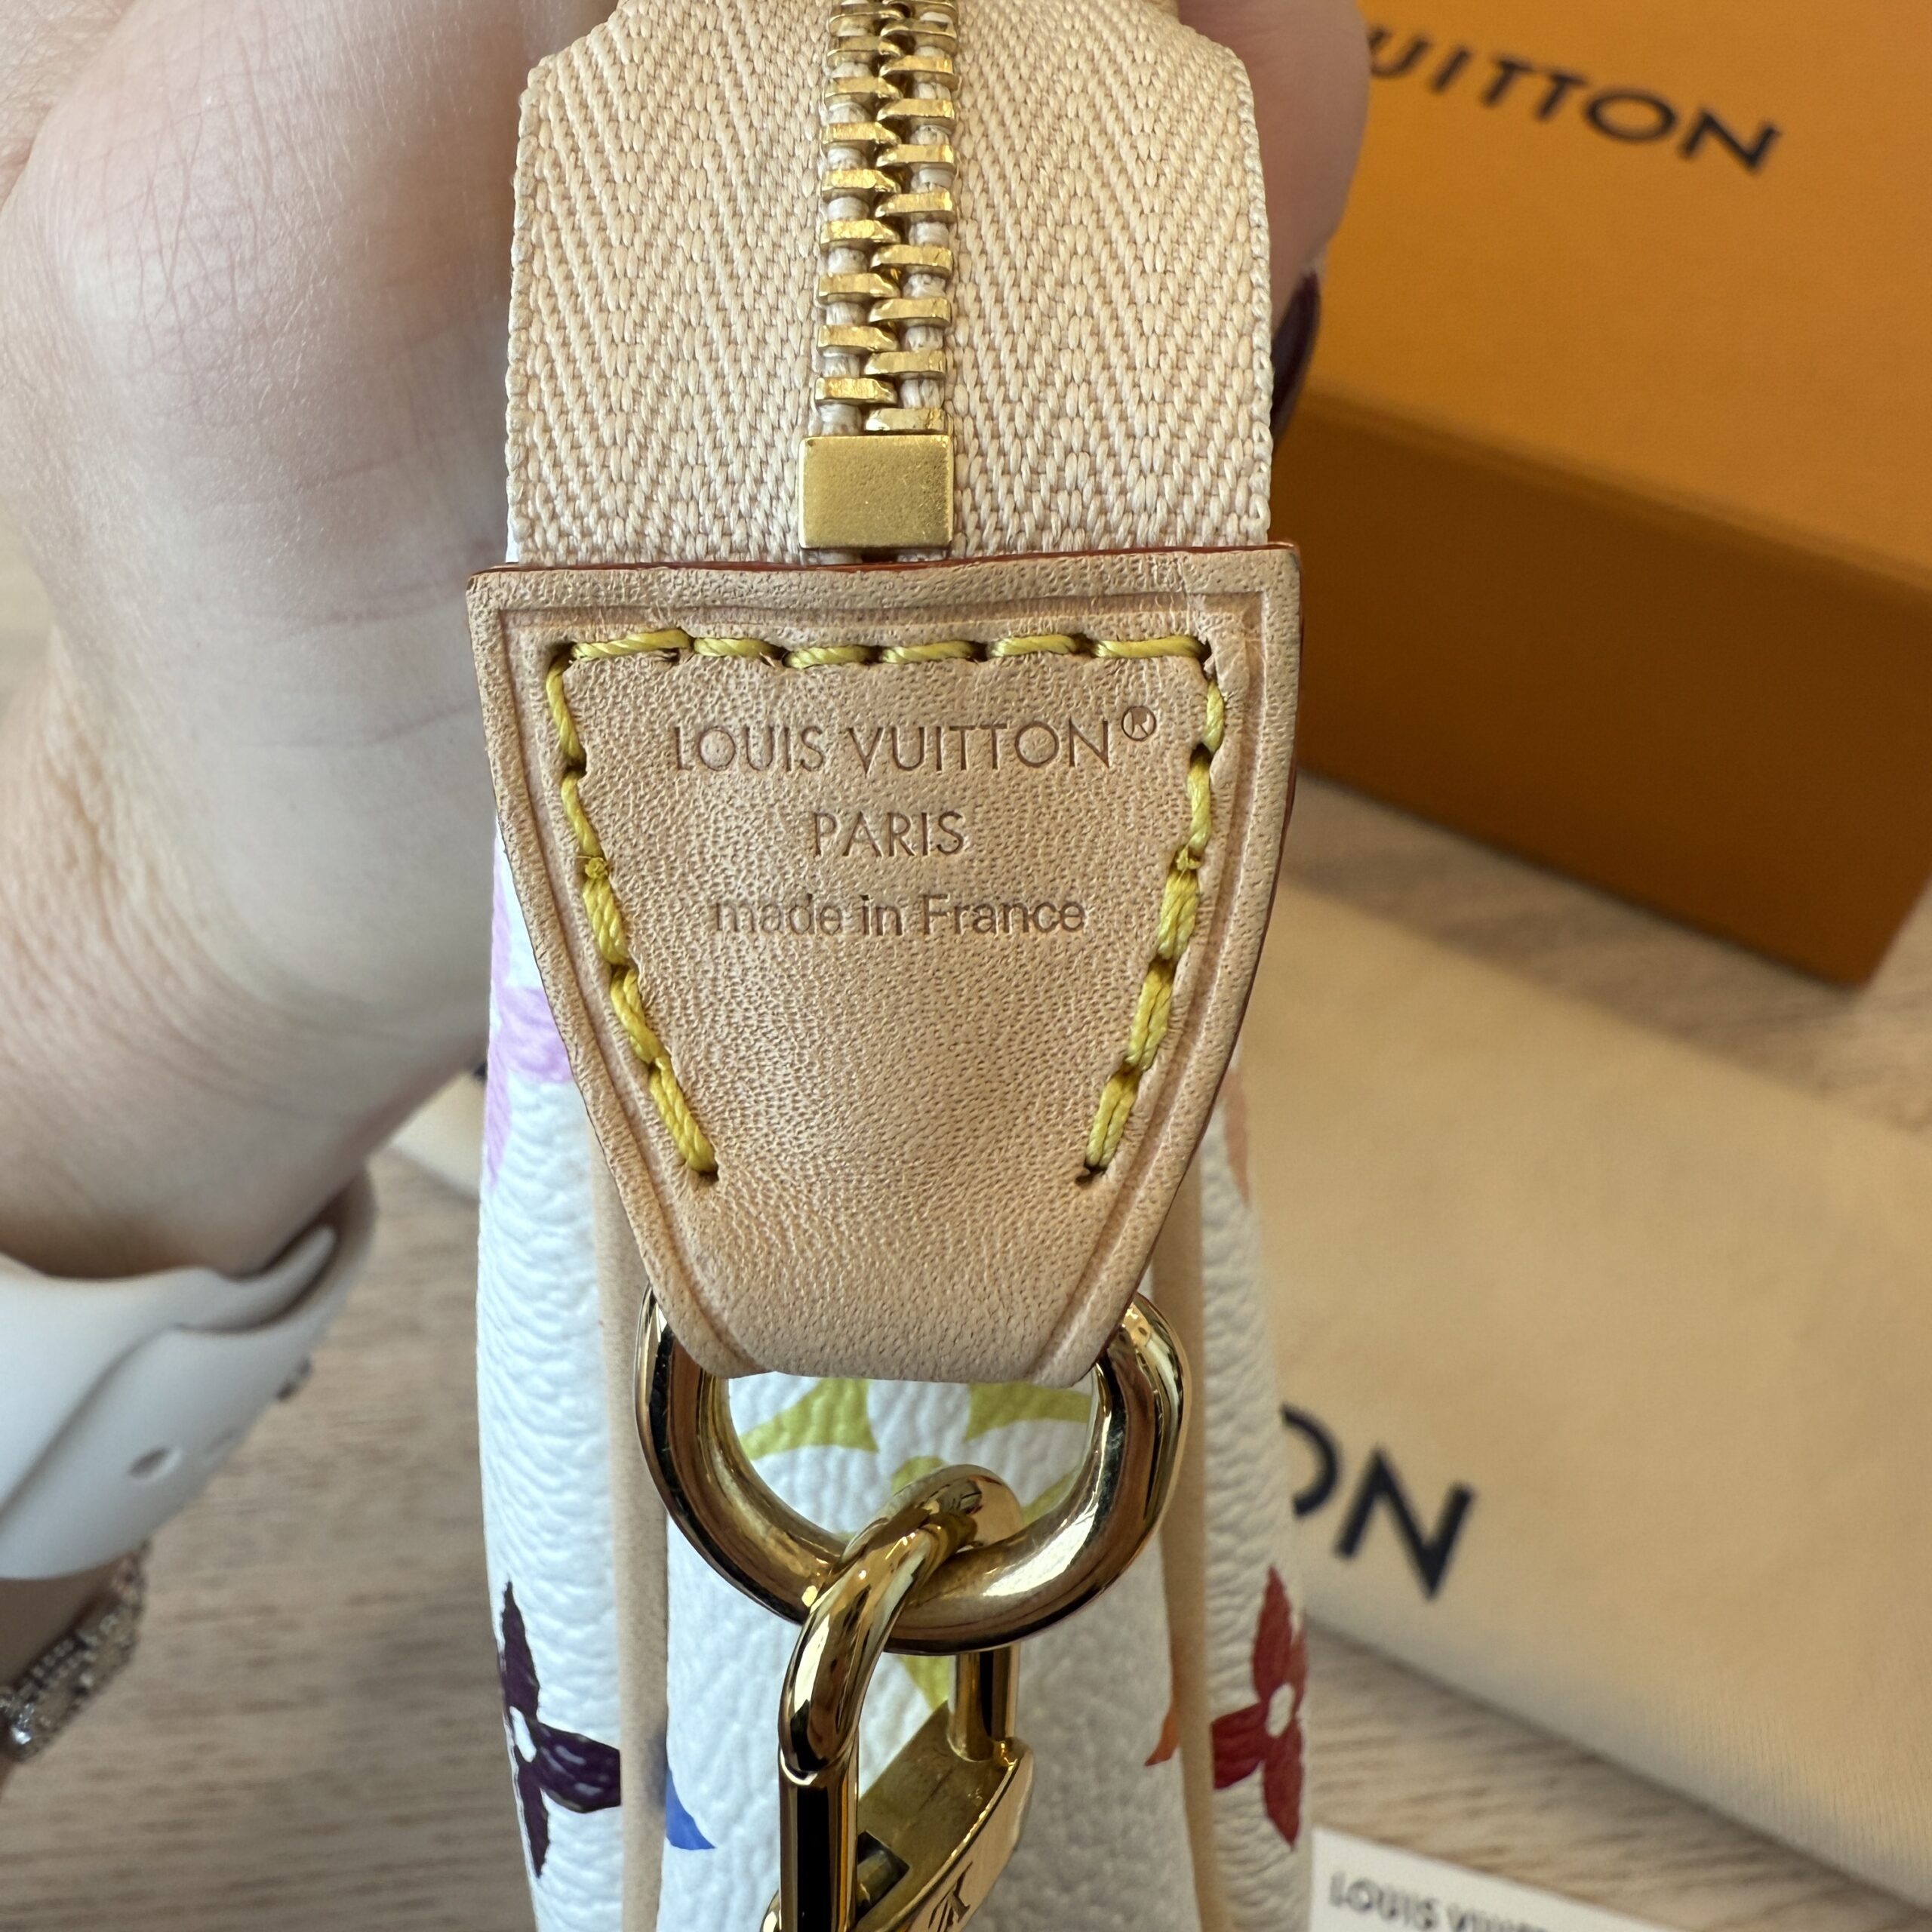 UITTON
LOUIS VUITTON®
PARIS
made in France
ON
LOUIS VUITTON